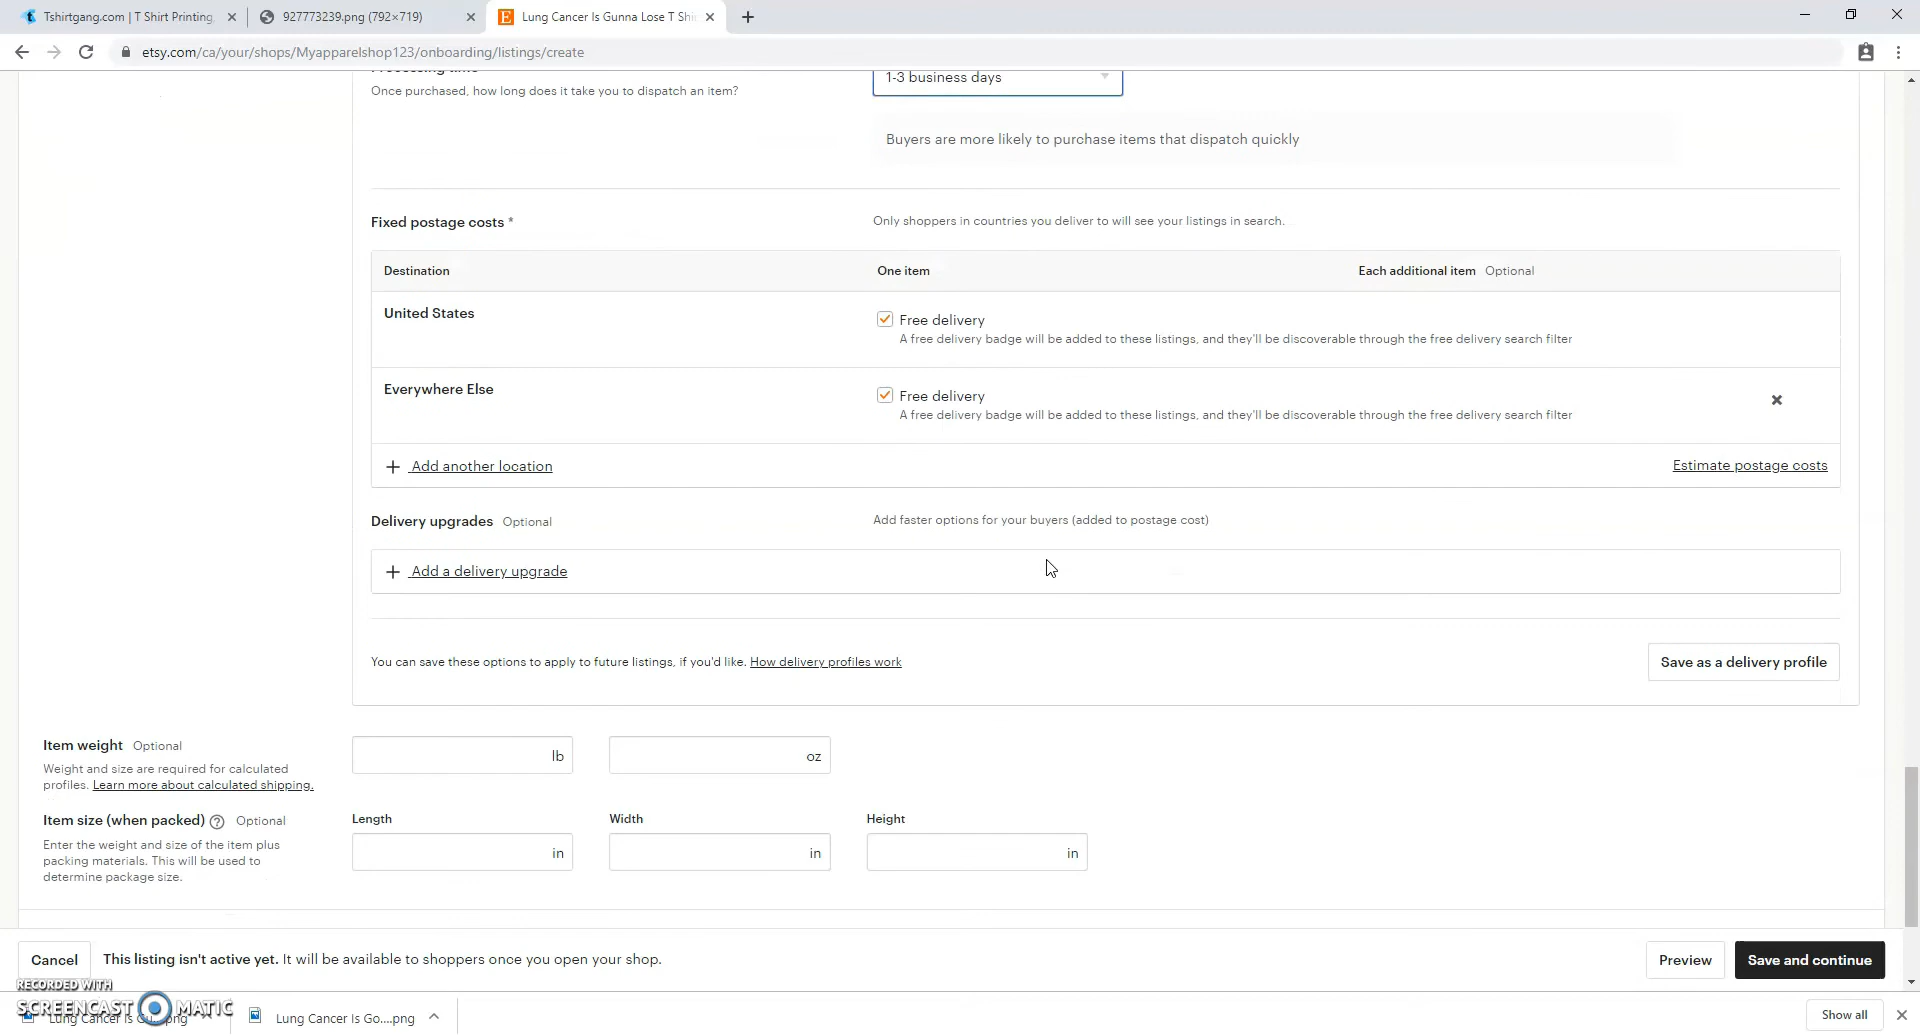 Tshirtgang.com | T Shirt Printing
927773239.png (792×719)
Lung Cancer Is Gunna Lose T Shi
etsy.com/ca/your/shops/Myapparelshop123/onboarding/listings/create
Processing time
1-3 business days
Once purchased, how long does it take you to dispatch an item?
Buyers are more likely to purchase items that dispatch quickly
Fixed postage costs *
Only shoppers in countries you deliver to will see your listings in search.
Destination
One item
Each additional item Optional
United States
Free delivery
A free delivery badge will be added to these listings, and they'll be discoverable through the free delivery search filter
Everywhere Else
Free delivery
A free delivery badge will be added to these listings, and they'll be discoverable through the free delivery search filter
Add another location
Estimate postage costs
Delivery upgrades Optional
Add faster options for your buyers (added to postage cost)
Add a delivery upgrade
You can save these options to apply to future listings, if you'd like. How delivery profiles work
Save as a delivery profile
Item weight Optional
lb
oz
Weight and size are required for calculated
profiles. Learn more about calculated shipping.
Item size (when packed) Optional
Length
Width
Height
Enter the weight and size of the item plus
packing materials. This will be used to
determine package size.
in
in
in
Cancel
This listing isn't active yet. It will be available to shoppers once you open your shop.
Preview
Save and continue
RECORDED WITH
SCREENCAST MATIC
Lung Cancer Is Gu....png
Lung Cancer Is Go....png
Show all